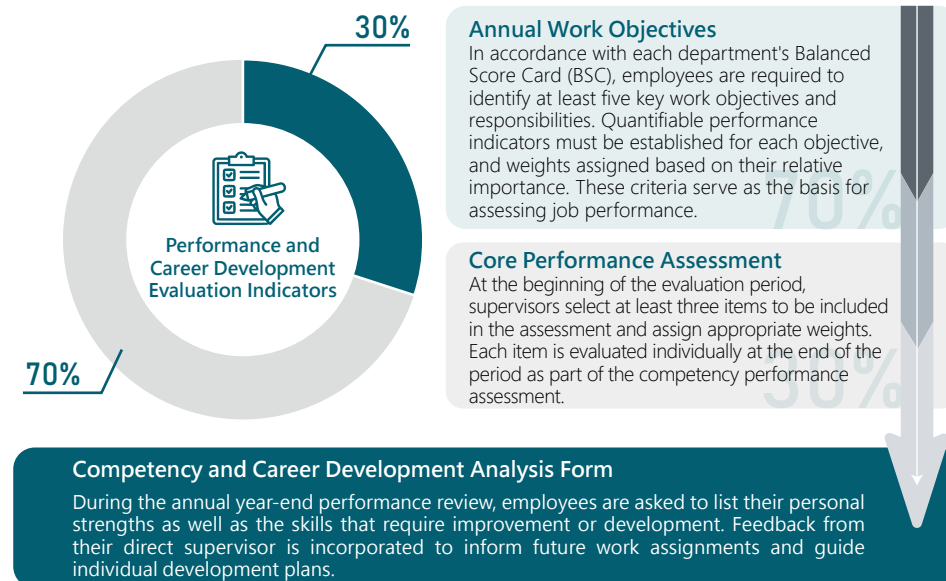 30%
Performance and
Career Development
Evaluation Indicators
70%
Annual Work Objectives
In accordance with each department's Balanced
Score Card (BSC), employees are required to
identify at least five key work objectives and
responsibilities. Quantifiable performance
indicators must be established for each objective,
and weights assigned based on their relative
importance. These criteria serve as the basis for
assessing job performance.
70%
Core Performance Assessment
At the beginning of the evaluation period,
supervisors select at least three items to be included
in the assessment and assign appropriate weights.
Each item is evaluated individually at the end of the
period as part of the competency performance
assessment.
30%
Competency and Career Development Analysis Form
During the annual year-end performance review, employees are asked to list their personal
strengths as well as the skills that require improvement or development. Feedback from
their direct supervisor is incorporated to inform future work assignments and guide
individual development plans.